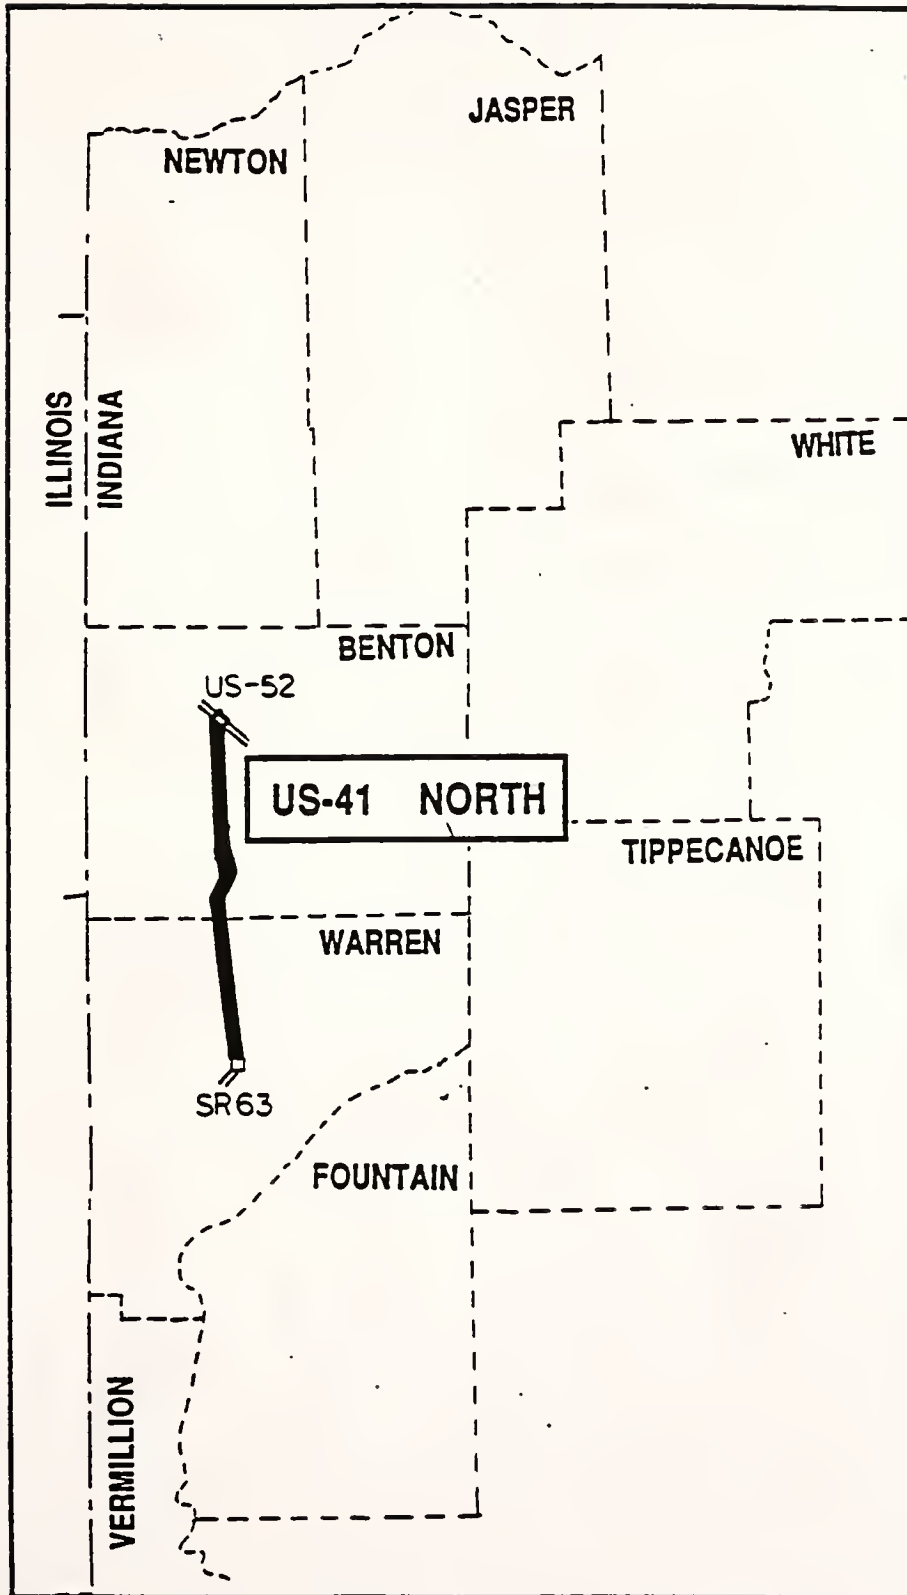 JASPER
NEWTON
ILLINOIS
INDIANA
WHITE
BENTON
US-52
US-41 NORTH
TIPPECANOE
WARREN
SR63
FOUNTAIN
VERMILLION